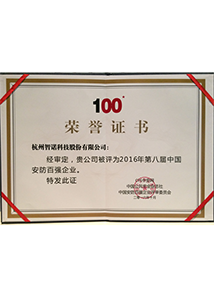 100
荣誉证书
杭州智诺科技股份有限公司：
经审定，贵公司被评为2016年第八届中国
安防百强企业。
特发此证